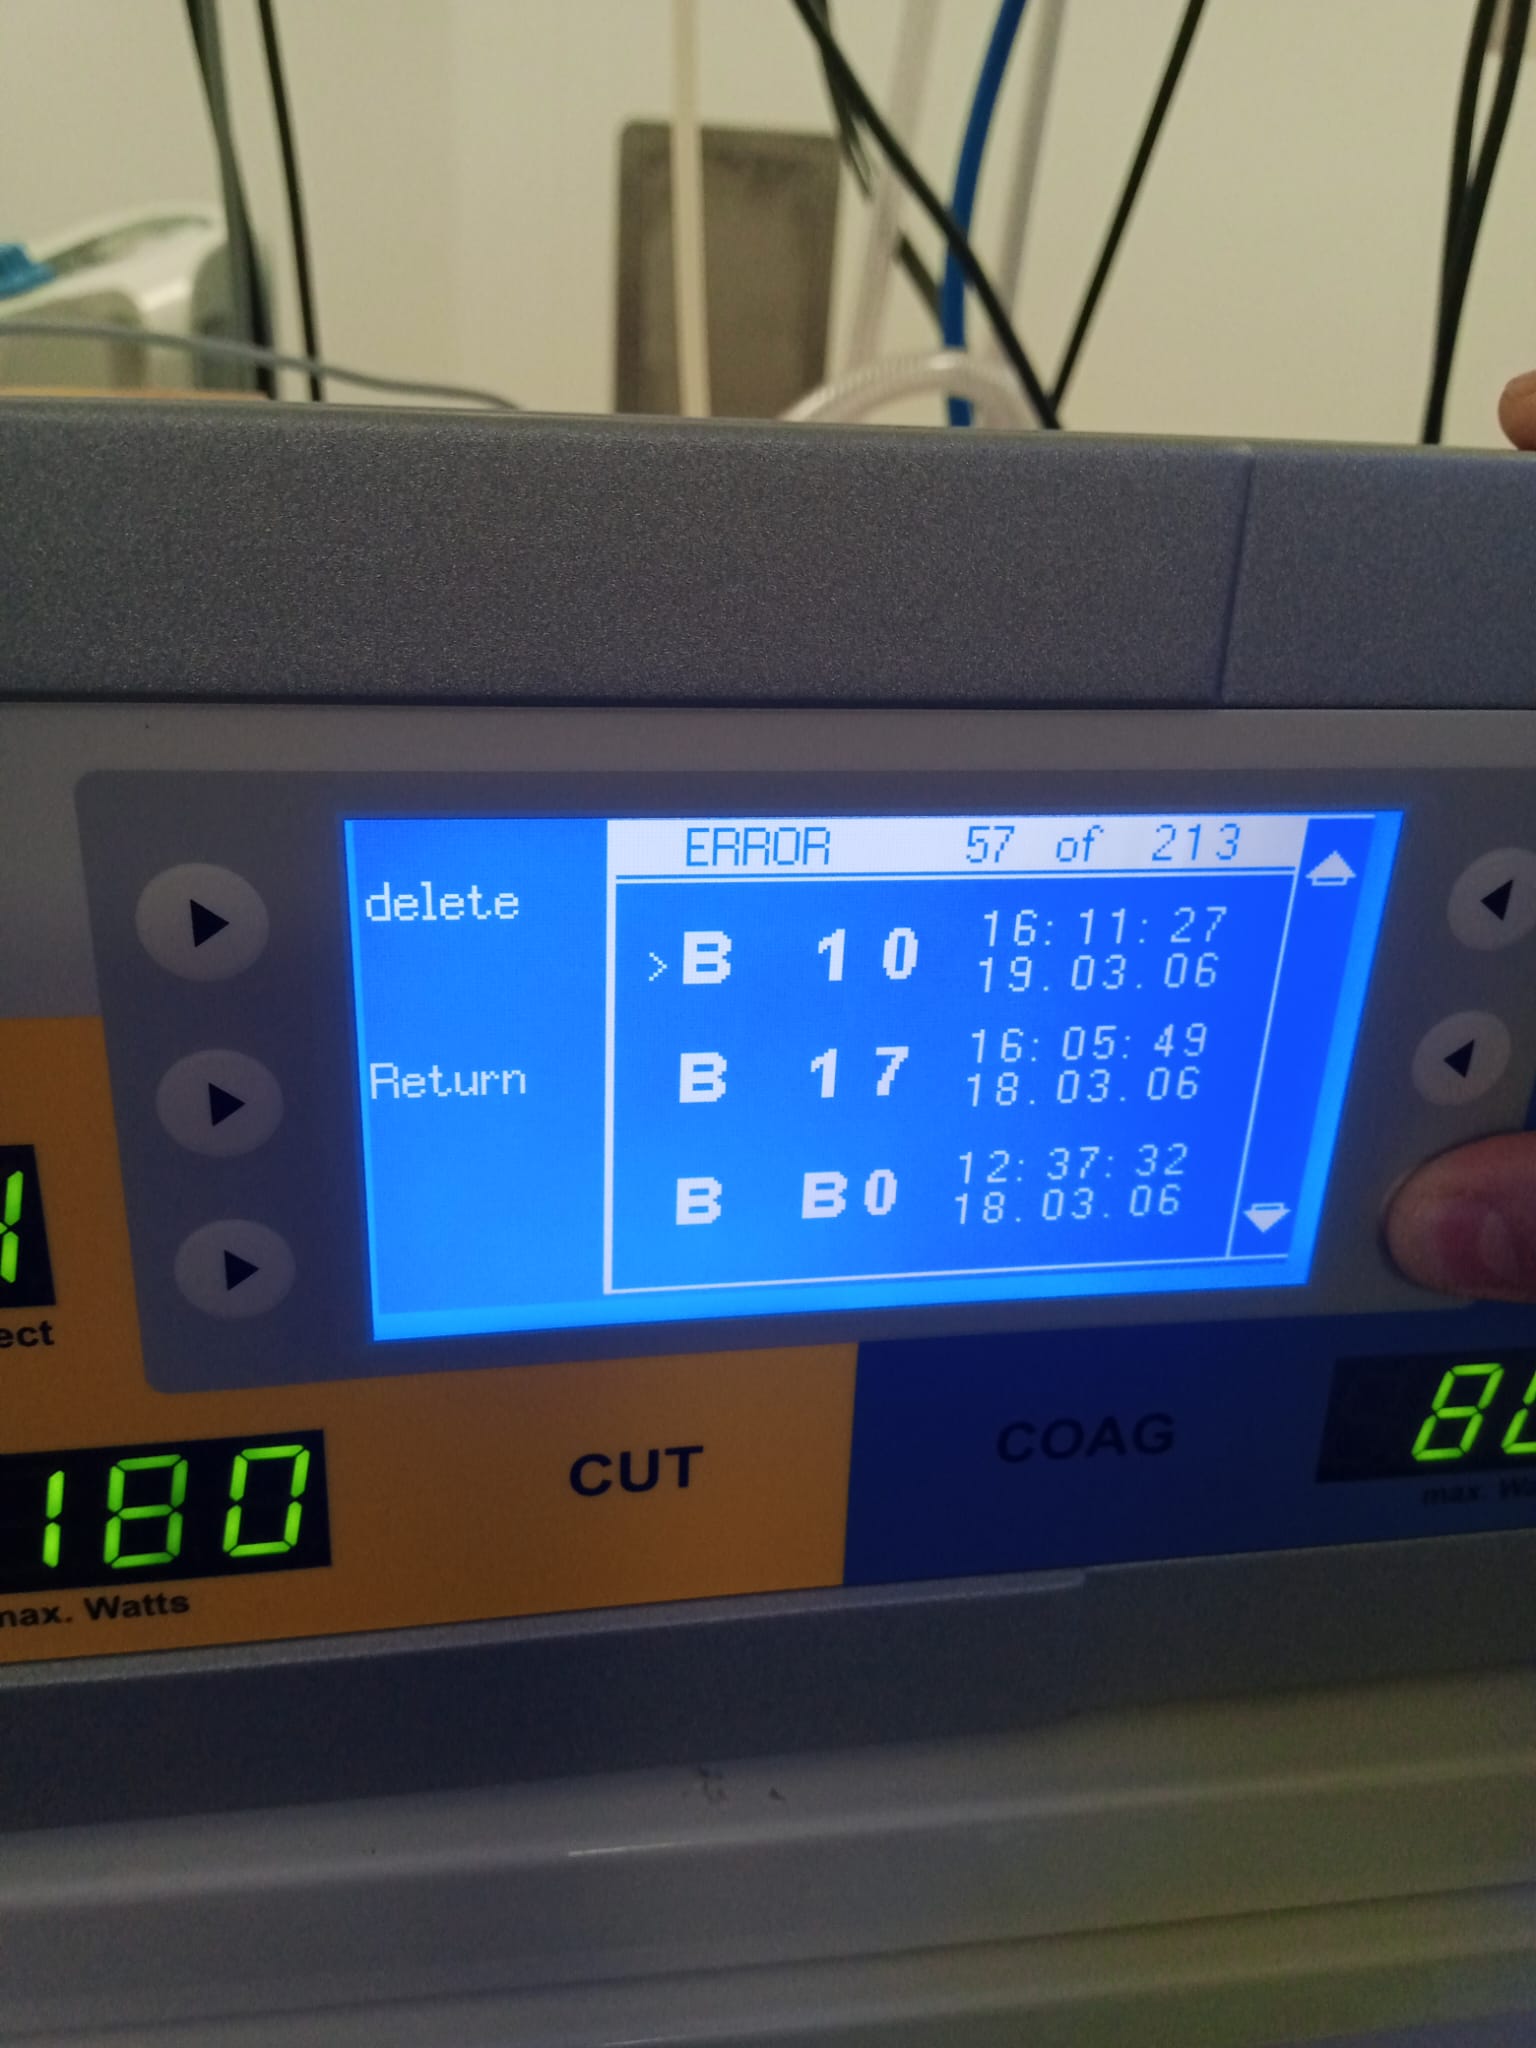 ERROR 57 of 213
delete
>B 10 16:11:27
19.03.06
Return
B 17 16:05:49
18.03.06
B B0 12:37:32
18.03.06
ect
180
CUT
COAG
max. Watts